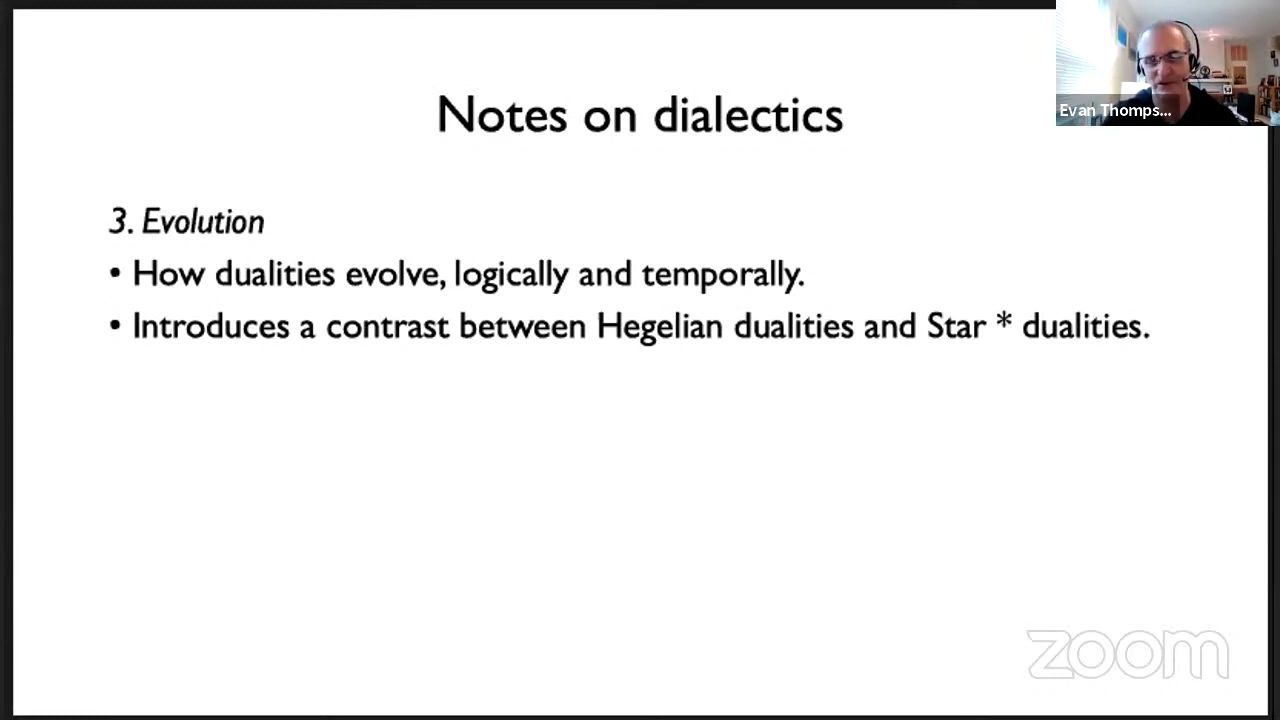 Notes on dialectics
Evan Thomps...
3. Evolution
• How dualities evolve, logically and temporally.
• Introduces a contrast between Hegelian dualities and Star * dualities.
zoom